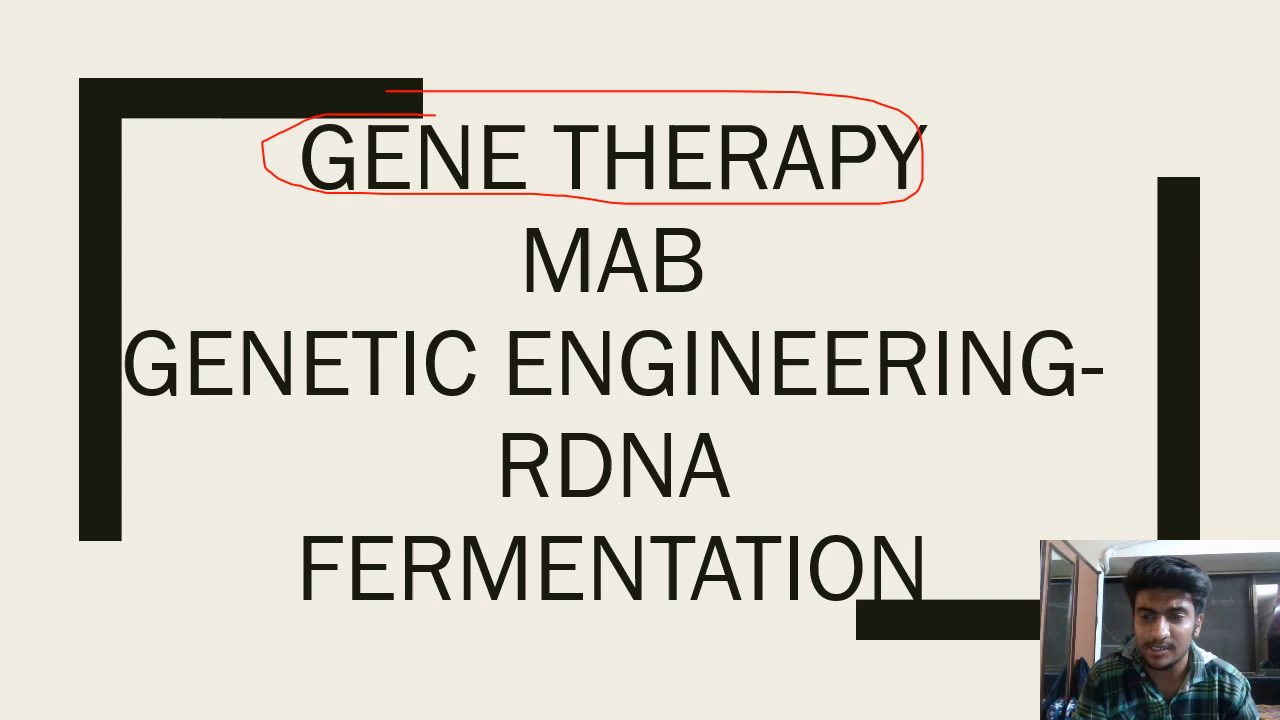 GENE THERAPY
MAB
GENETIC ENGINEERING-
RDNA
FERMENTATION